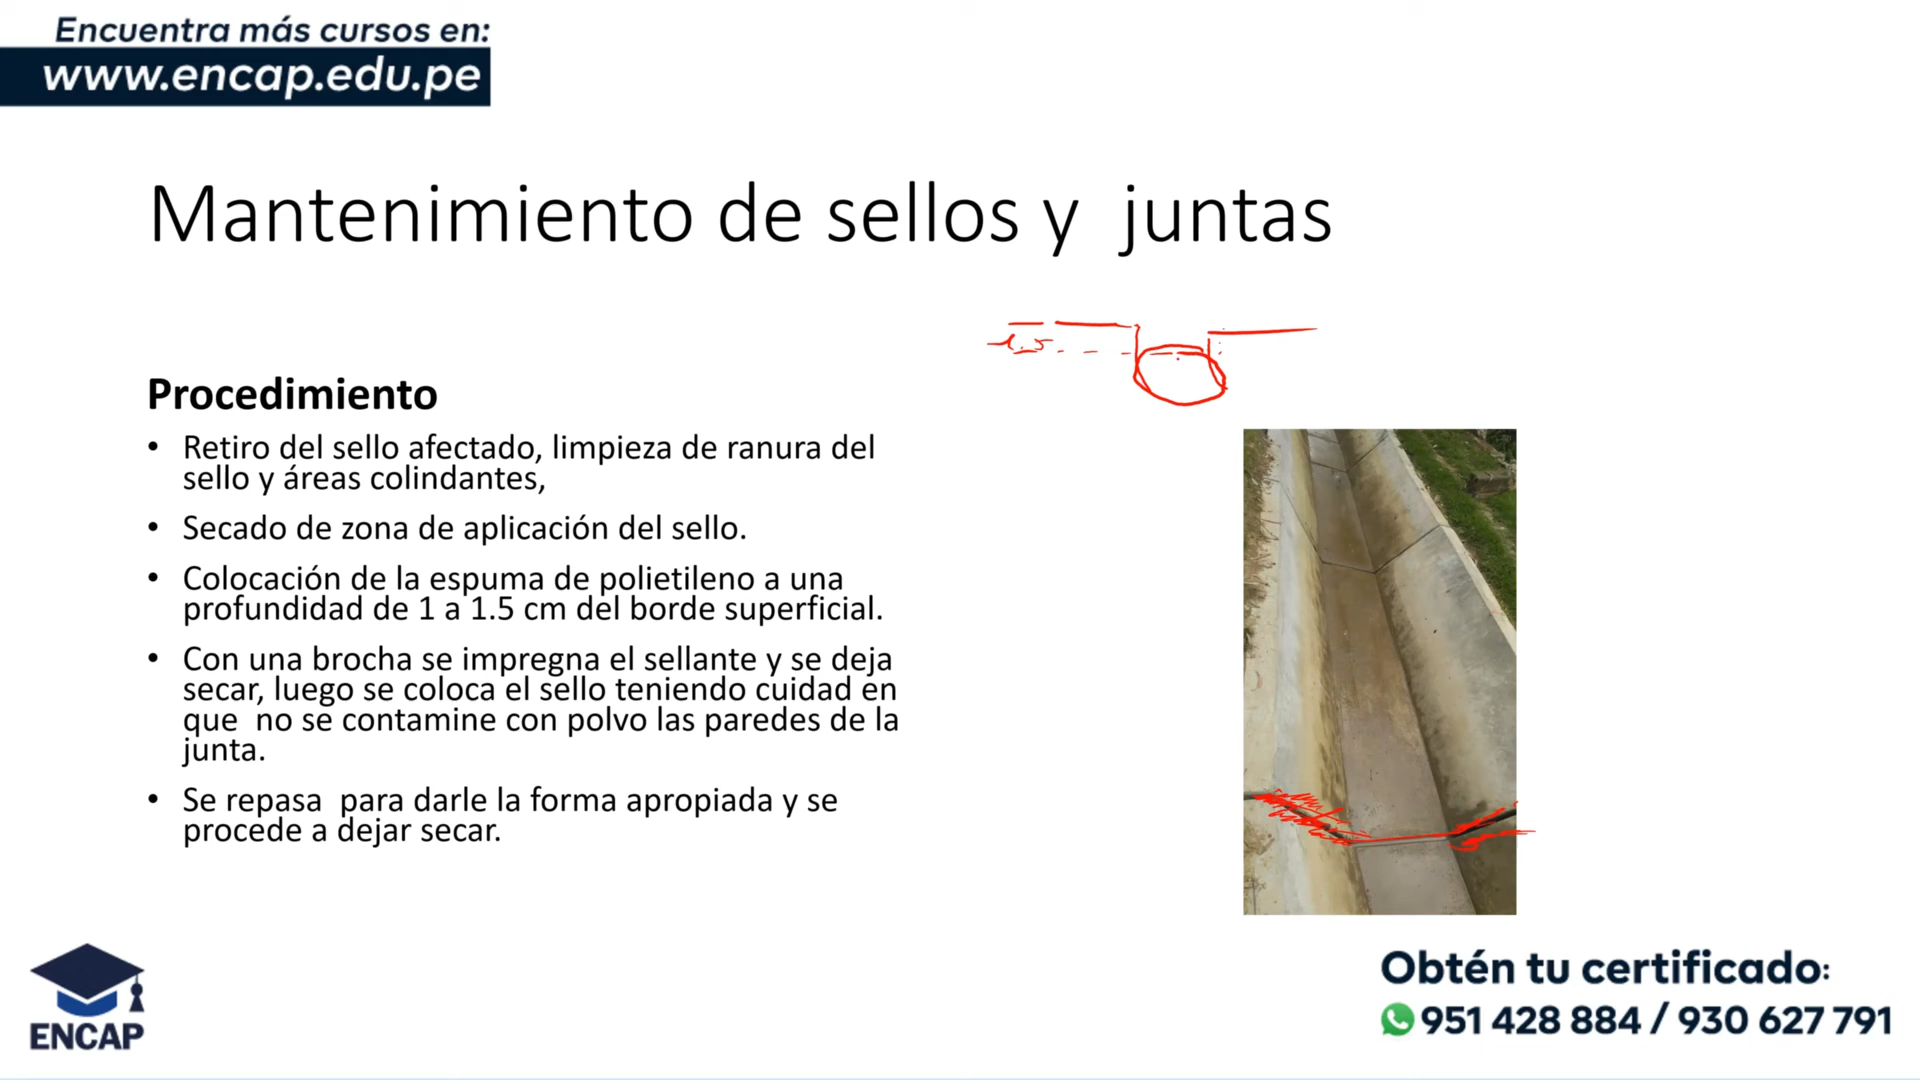 Encuentra más cursos en:
www.encap.edu.pe
Mantenimiento de sellos y  juntas
1.5
Procedimiento
• Retiro del sello afectado, limpieza de ranura del
sello y áreas colindantes,
• Secado de zona de aplicación del sello.
• Colocación de la espuma de polietileno a una
profundidad de 1 a 1.5 cm del borde superficial.
• Con una brocha se impregna el sellante y se deja
secar, luego se coloca el sello teniendo cuidad en
que  no se contamine con polvo las paredes de la
junta.
• Se repasa  para darle la forma apropiada y se
procede a dejar secar.
ENCAP
Obtén tu certificado:
951 428 884 / 930 627 791